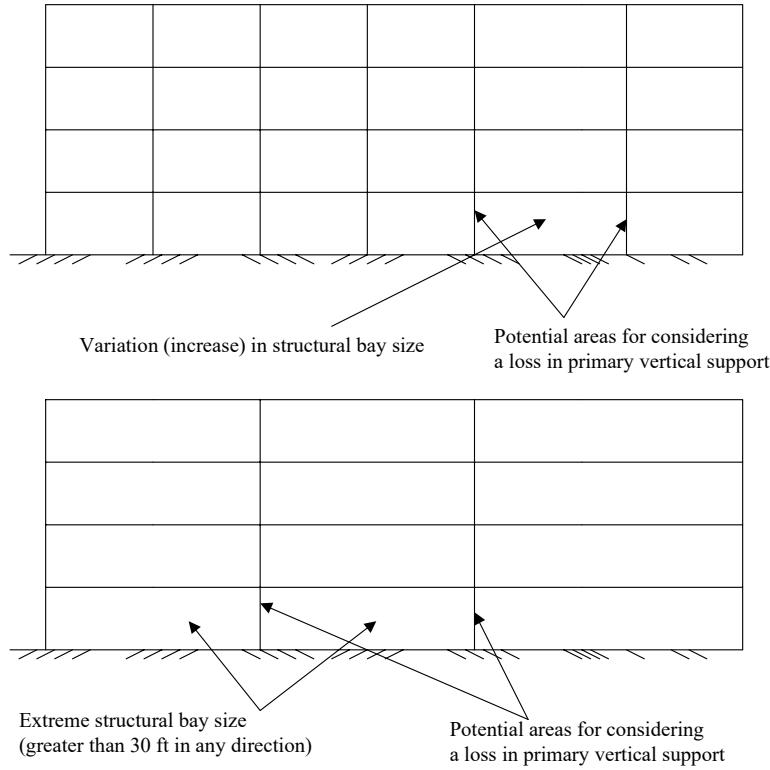 Variation (increase) in structural bay size
Potential areas for considering
a loss in primary vertical support
Extreme structural bay size
(greater than 30 ft in any direction)
Potential areas for considering
a loss in primary vertical support